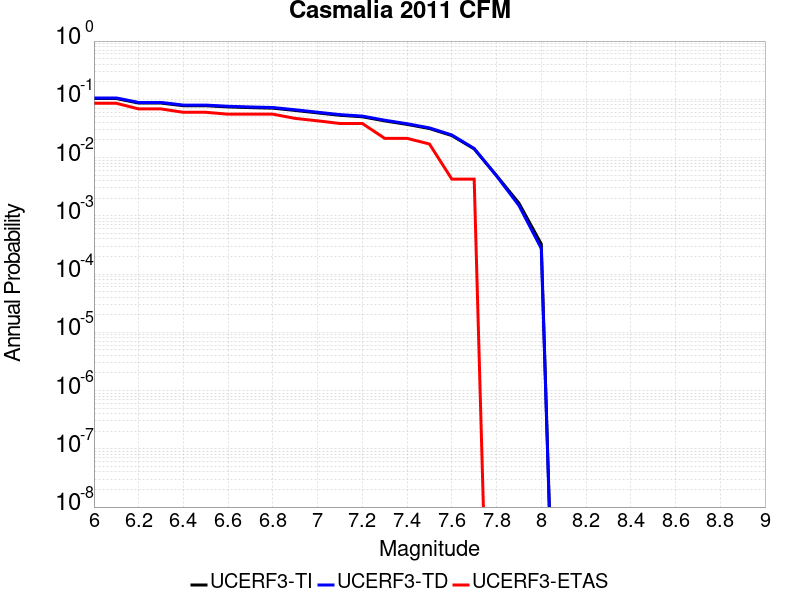 Casmalia 2011 CFM
10^0
10^-1
10^-2
10^-3
10^-4
10^-5
10^-6
10^-7
10^-8
Annual Probability
6 6.2 6.4 6.6 6.8 7 7.2 7.4 7.6 7.8 8 8.2 8.4 8.6 8.8 9
Magnitude
UCERF3-TI UCERF3-TD UCERF3-ETAS